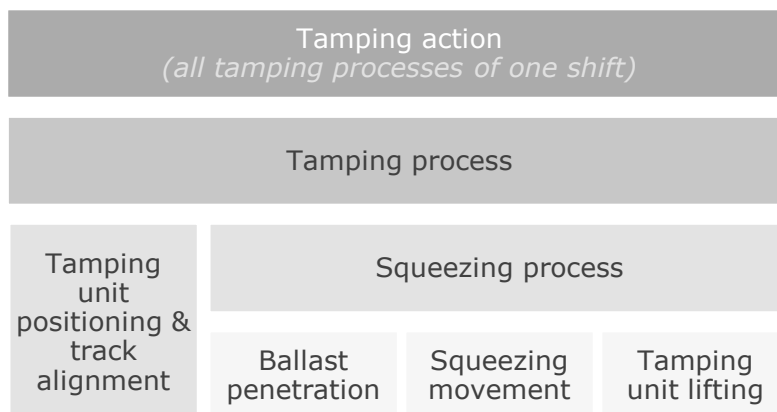 Tamping action
(all tamping processes of one shift)
Tamping process
Tamping
unit
positioning &
track
alignment
Squeezing process
Ballast
penetration
Squeezing
movement
Tamping
unit lifting